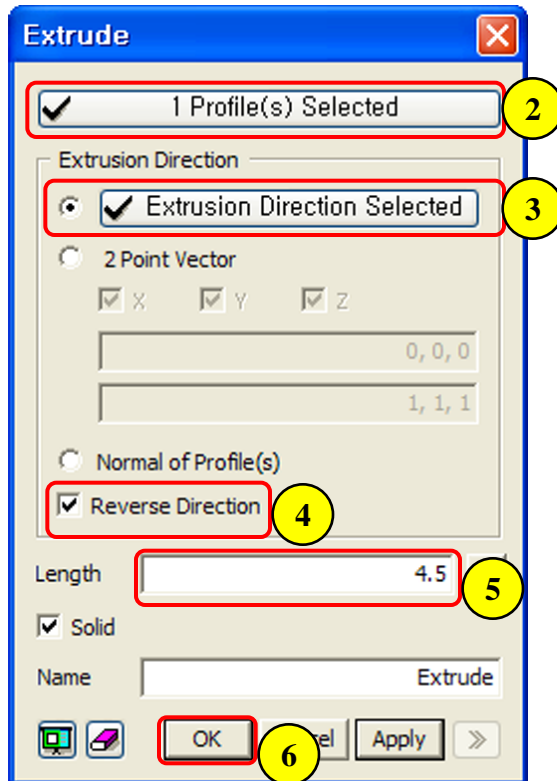 Extrude
1 Profile(s) Selected
2
Extrusion Direction
Extrusion Direction Selected
3
2 Point Vector
X Y Z
0, 0, 0
1, 1, 1
Normal of Profile(s)
Reverse Direction
4
Length 4.5
5
Solid
Name Extrude
OK 6 Apply